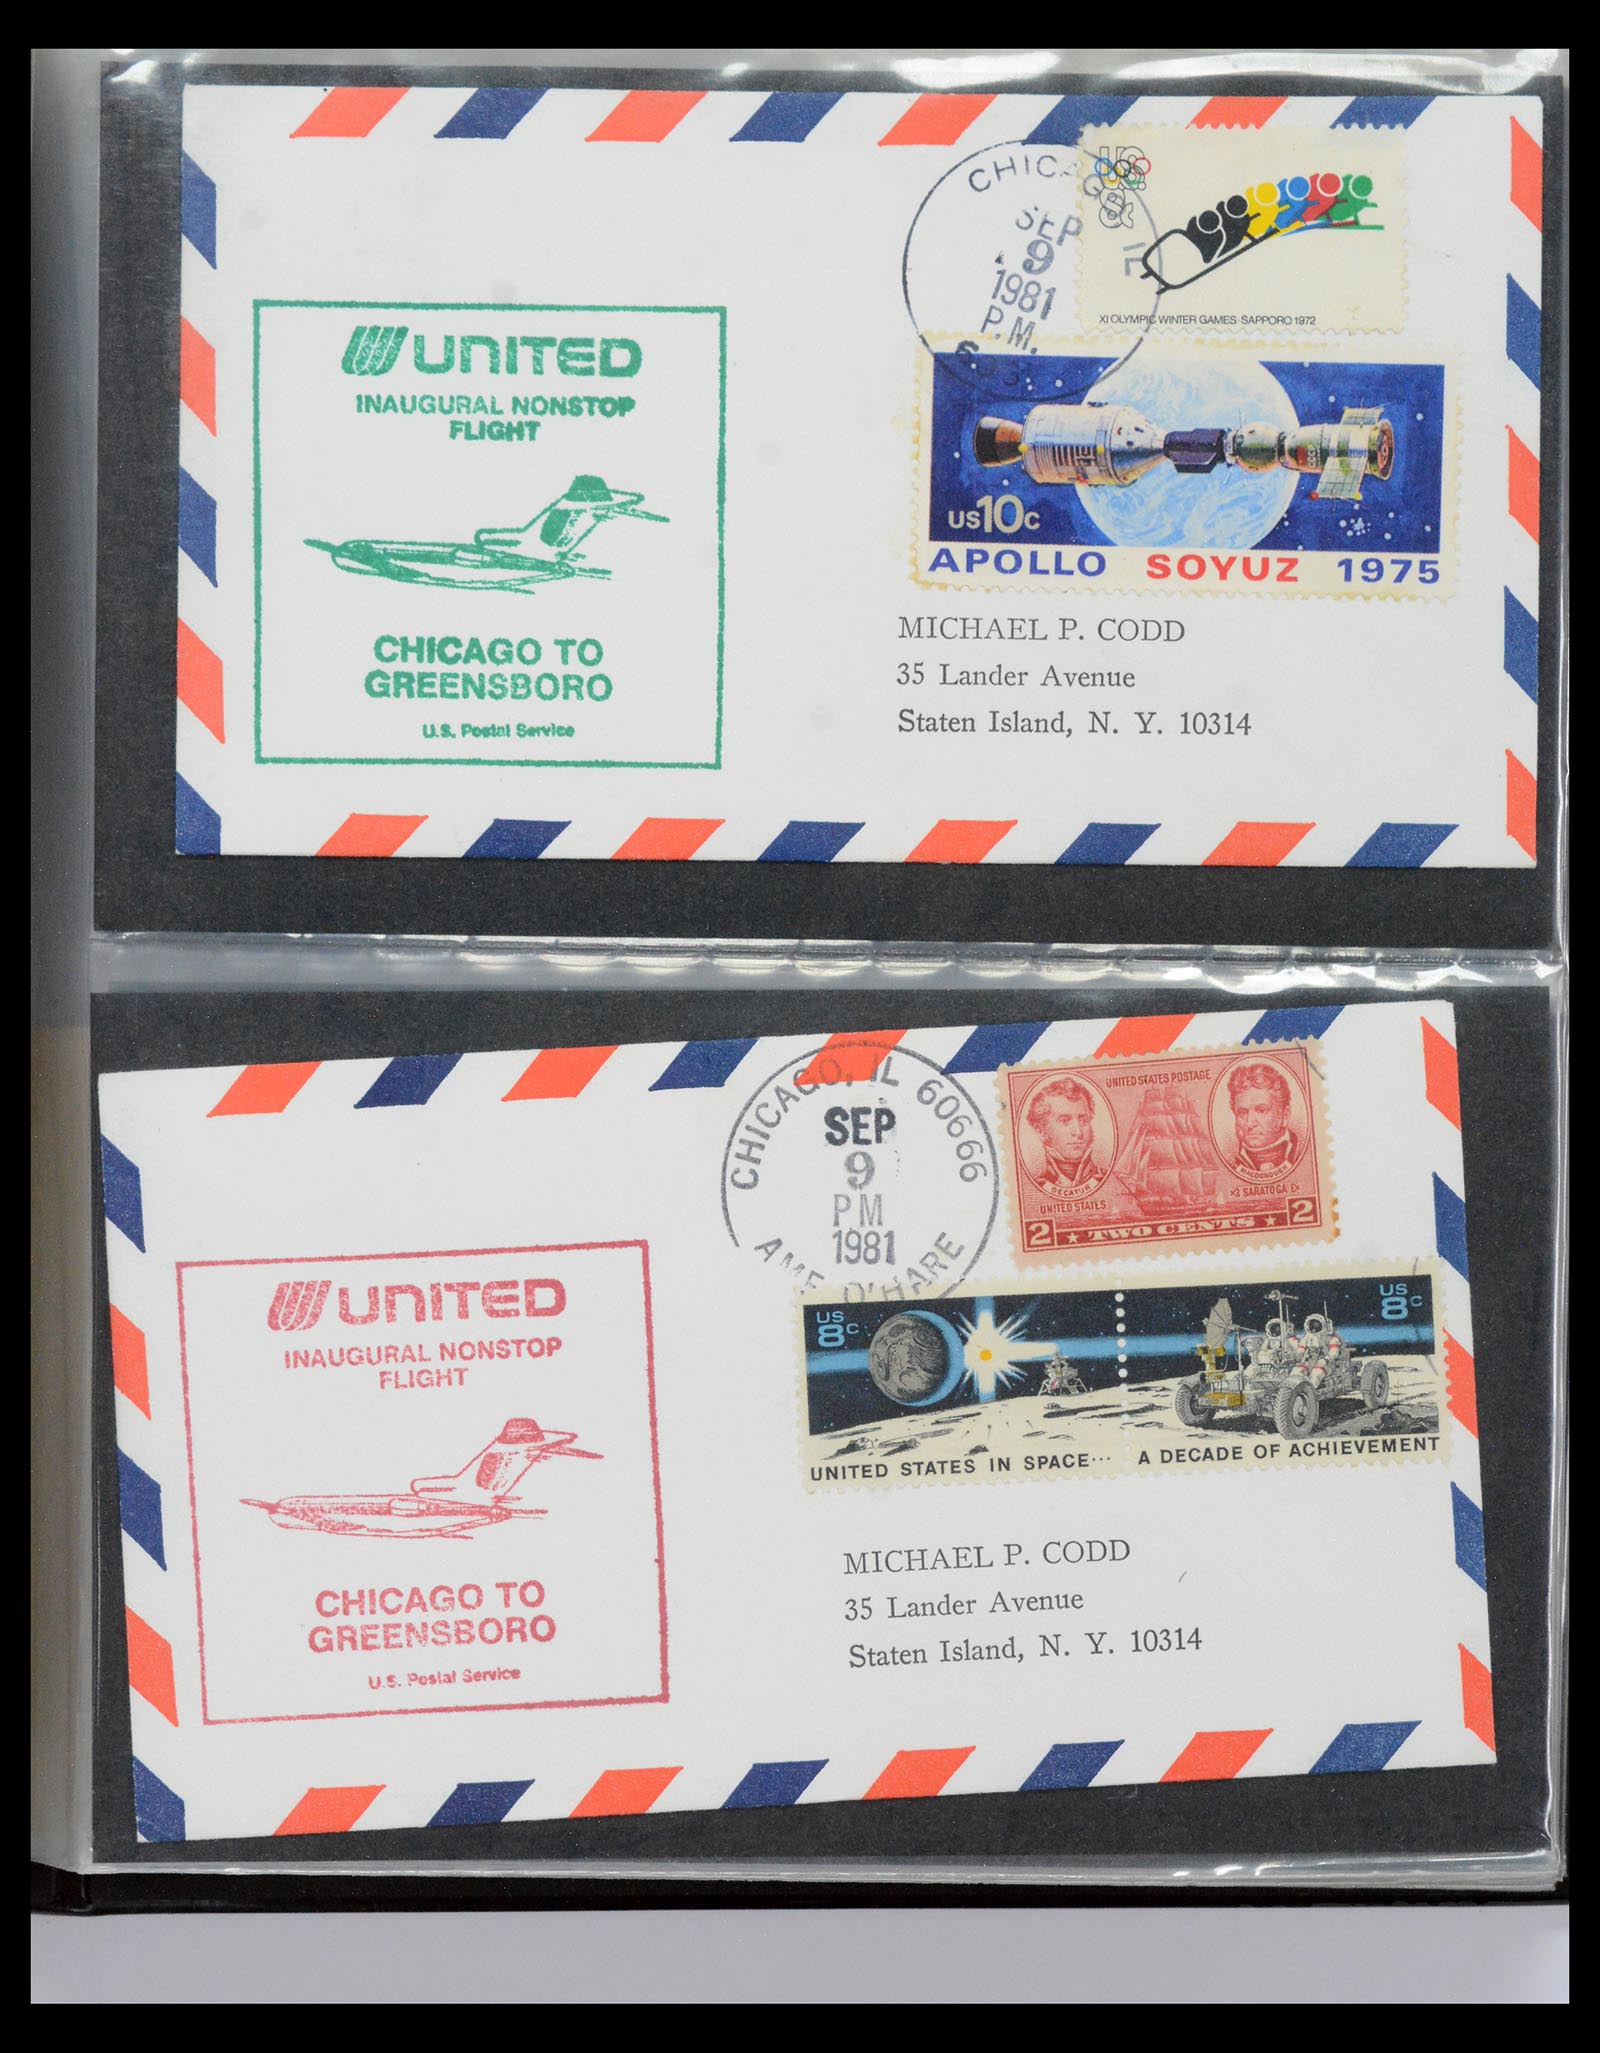 CHICAGO IL
SEP
9
1981
P.M.
XI OLYMPIC WINTER GAMES·SAPPORO 1972
UNITED
INAUGURAL NONSTOP
FLIGHT
US10c
APOLLO SOYUZ 1975
MICHAEL P. CODD
35 Lander Avenue
Staten Island, N. Y. 10314
CHICAGO TO
GREENSBORO
U.S. Postal Service
CHICAGO, IL 60666
SEP
9
PM
1981
AMF O'HARE
UNITED STATES POSTAGE
DECATUR
MACDONOUGH
UNITED STATES
SARATOGA
2 ★ TWO CENTS ★ 2
UNITED
INAUGURAL NONSTOP
FLIGHT
US 8c
US 8c
UNITED STATES IN SPACE... A DECADE OF ACHIEVEMENT
MICHAEL P. CODD
35 Lander Avenue
Staten Island, N. Y. 10314
CHICAGO TO
GREENSBORO
U.S. Postal Service